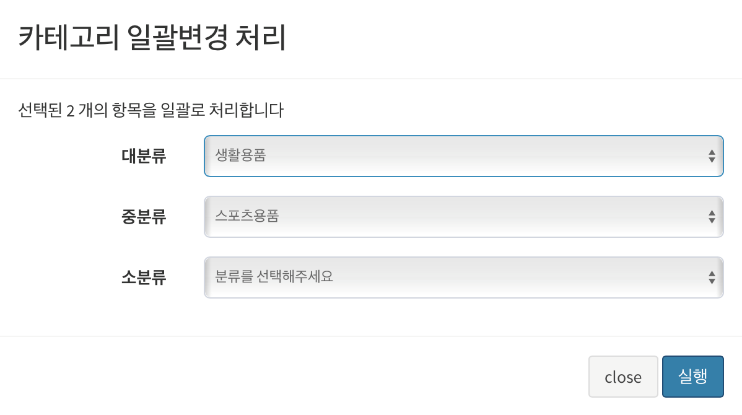 카테고리 일괄변경 처리
선택된 2 개의 항목을 일괄로 처리합니다
대분류 생활용품
중분류 스포츠용품
소분류 분류를 선택해주세요
close 실행